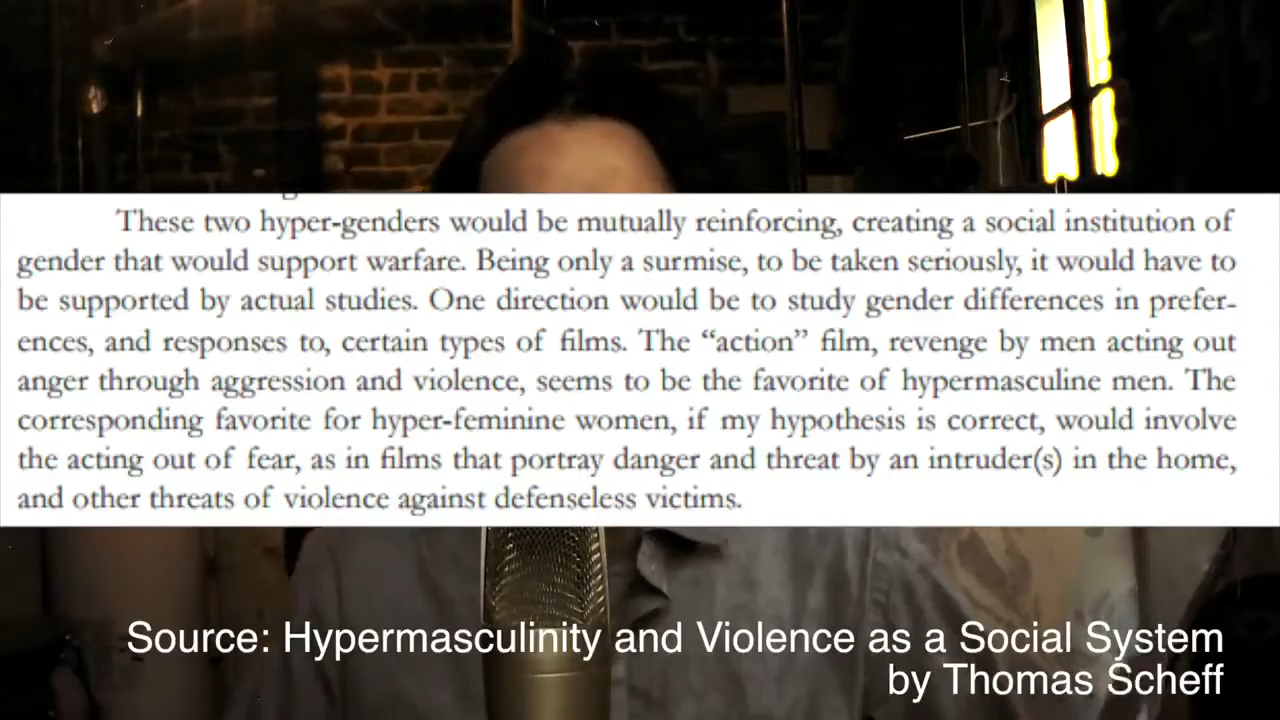 These two hyper-genders would be mutually reinforcing, creating a social institution of
gender that would support warfare. Being only a surmise, to be taken seriously, it would have to
be supported by actual studies. One direction would be to study gender differences in prefer-
ences, and responses to, certain types of films. The “action” film, revenge by men acting out
anger through aggression and violence, seems to be the favorite of hypermasculine men. The
corresponding favorite for hyper-feminine women, if my hypothesis is correct, would involve
the acting out of fear, as in films that portray danger and threat by an intruder(s) in the home,
and other threats of violence against defenseless victims.
Source: Hypermasculinity and Violence as a Social System
by Thomas Scheff